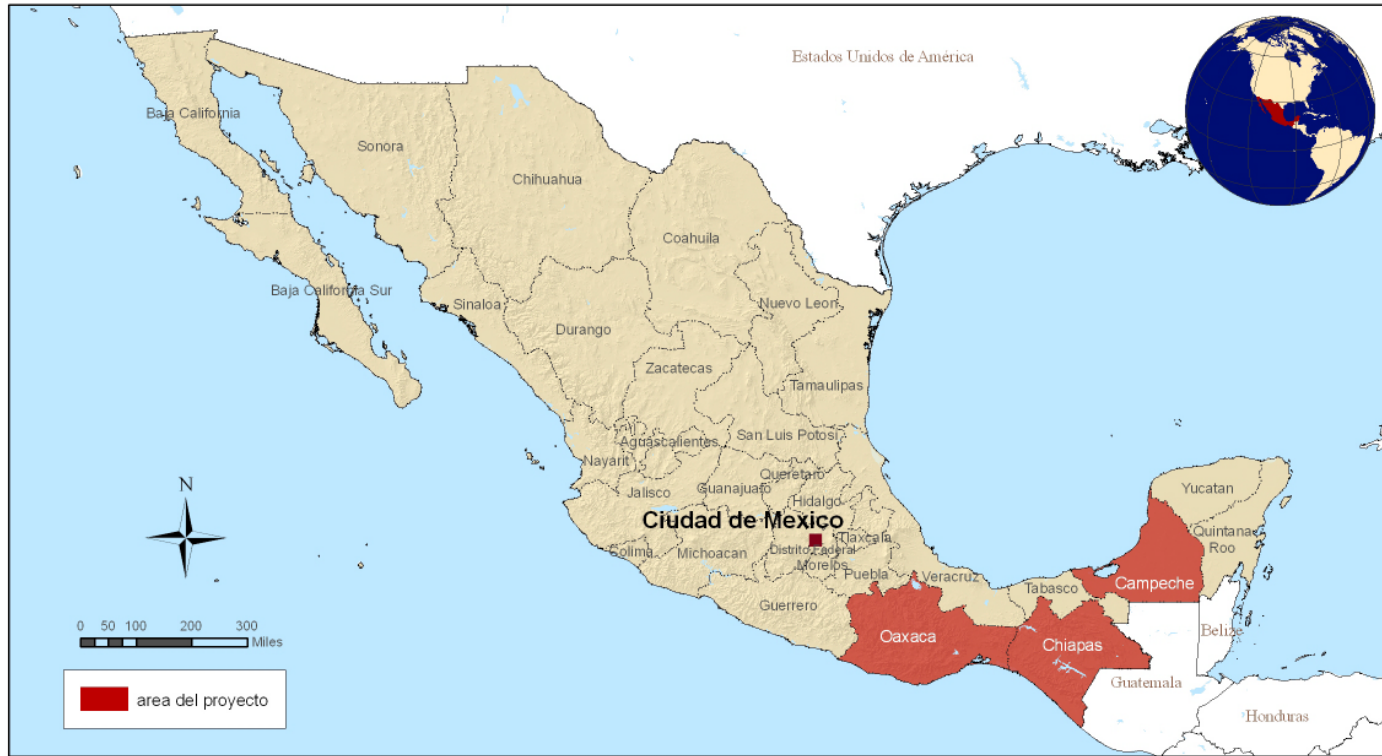 Estados Unidos de América
Baja California
Sonora
Chihuahua
Coahuila
Baja California Sur
Sinaloa
Nuevo Leon
Durango
Zacatecas
Tamaulipas
San Luis Potosi
Aguascalientes
Nayarit
Queretaro
Jalisco
Guanajuato
Hidalgo
Yucatan
N
Ciudad de Mexico
Quintana
Roo
Tlaxcala
Colima
Michoacan
Distrito Federal
Morelos
Puebla
Veracruz
Tabasco
Campeche
Guerrero
0 50 100 200 300
Miles
Oaxaca
Chiapas
Belize
Guatemala
area del proyecto
Honduras